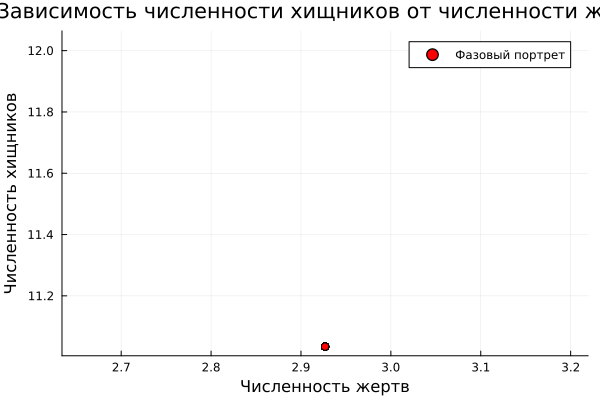 Зависимость численности хищников от численности ж
Фазовый портрет
12.0
11.8
11.6
11.4
11.2
Численность хищников
2.7 2.8 2.9 3.0 3.1 3.2
Численность жертв